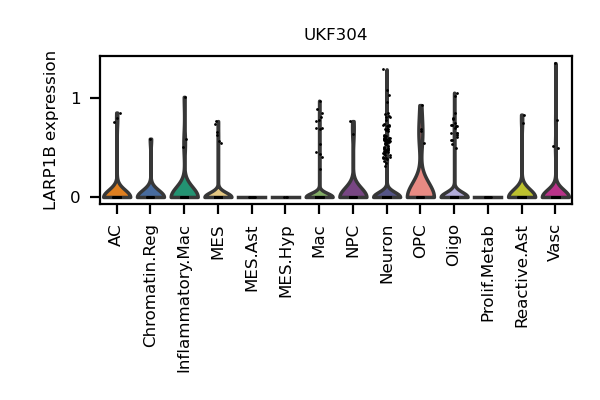 UKF304
LARP1B expression
1
0
AC
Chromatin.Reg
Inflammatory.Mac
MES
MES.Ast
MES.Hyp
Mac
NPC
Neuron
OPC
Oligo
Prolif.Metab
Reactive.Ast
Vasc